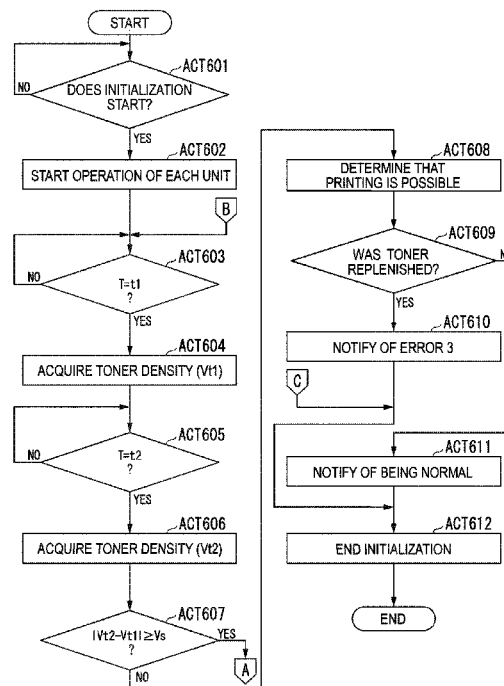 START
ACT601
DOES INITIALIZATION
START?
NO
YES
ACT602
START OPERATION OF EACH UNIT
B
ACT603
T=t1
?
NO
YES
ACT604
ACQUIRE TONER DENSITY (Vt1)
ACT605
T=t2
?
NO
YES
ACT606
ACQUIRE TONER DENSITY (Vt2)
ACT607
|Vt2-Vt1|≥Vs
?
YES
A
NO
ACT608
DETERMINE THAT
PRINTING IS POSSIBLE
ACT609
WAS TONER
REPLENISHED?
YES
ACT610
NOTIFY OF ERROR 3
C
ACT611
NOTIFY OF BEING NORMAL
ACT612
END INITIALIZATION
END